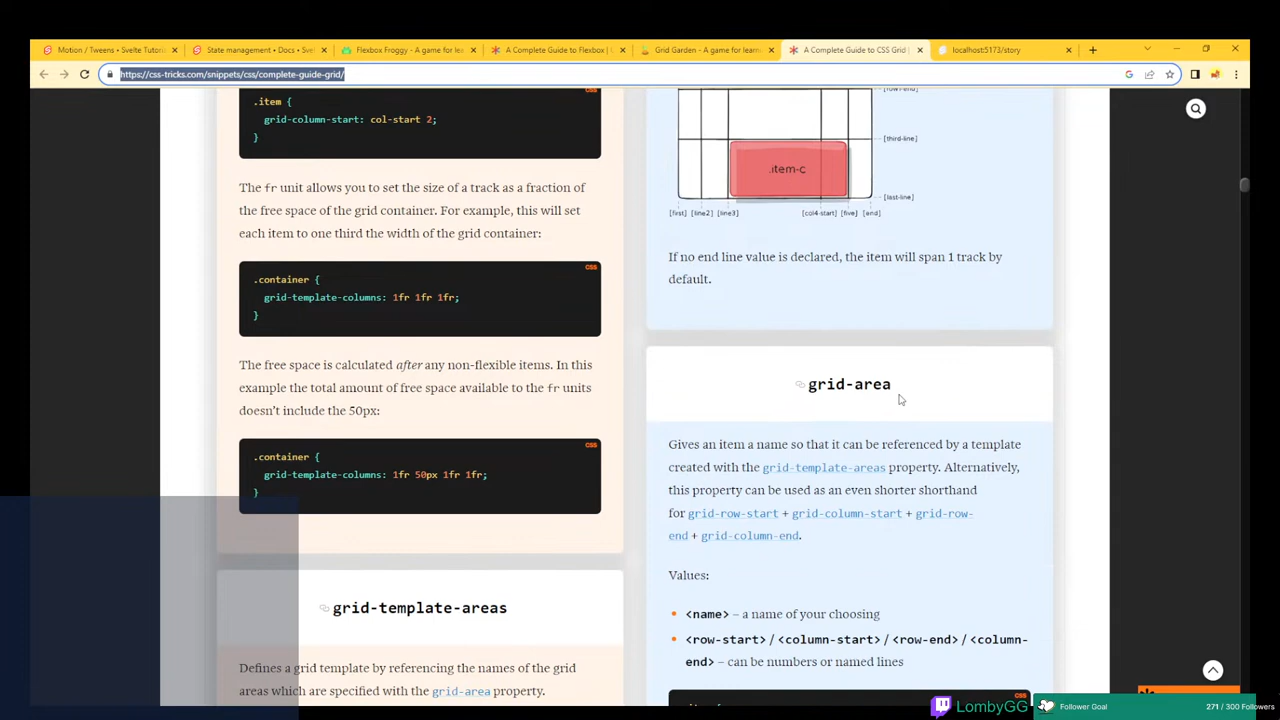 Motion / Tweens • Svelte Tutori
State management • Docs • Sve
Flexbox Froggy - A game for lea
A Complete Guide to Flexbox |
Grid Garden - A game for learn
A Complete Guide to CSS Grid |
localhost:5173/story
https://css-tricks.com/snippets/css/complete-guide-grid/
CSS
.item {
grid-column-start: col-start 2;
}
The fr unit allows you to set the size of a track as a fraction of
the free space of the grid container. For example, this will set
each item to one third the width of the grid container:
CSS
.container {
grid-template-columns: 1fr 1fr 1fr;
}
The free space is calculated after any non-flexible items. In this
example the total amount of free space available to the fr units
doesn't include the 50px:
CSS
.container {
grid-template-columns: 1fr 50px 1fr 1fr;
}
grid-template-areas
Defines a grid template by referencing the names of the grid
areas which are specified with the grid-area property.
[row1-end]
[third-line]
.item-c
[last-line]
[first] [line2] [line3] [col4-start] [five] [end]
If no end line value is declared, the item will span 1 track by
default.
grid-area
Gives an item a name so that it can be referenced by a template
created with the grid-template-areas property. Alternatively,
this property can be used as an even shorter shorthand
for grid-row-start + grid-column-start + grid-row-
end + grid-column-end.
Values:
<name> – a name of your choosing
<row-start> / <column-start> / <row-end> / <column-
end> – can be numbers or named lines
CSS
LombyGG
Follower Goal
271 / 300 Followers